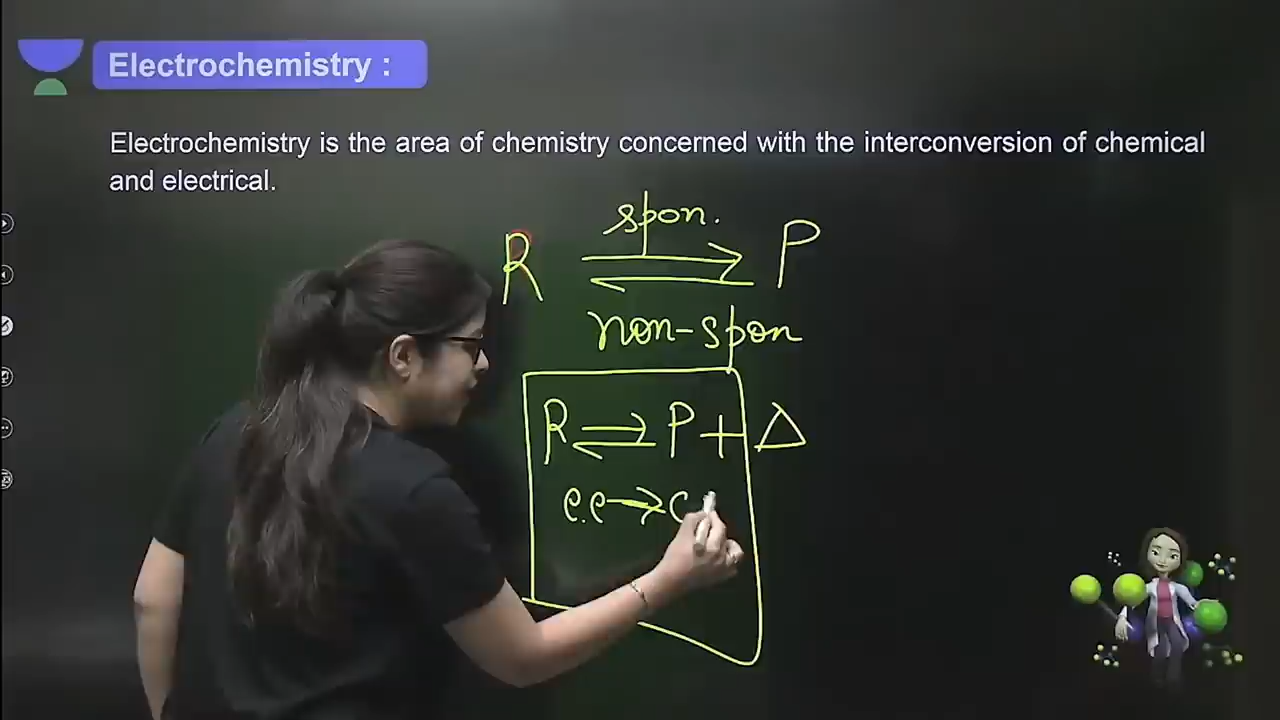 Electrochemistry :
Electrochemistry is the area of chemistry concerned with the interconversion of chemical
and electrical.
spon.
R ⇌ P
non-spon
R ⇌ P + Δ
e.e → C